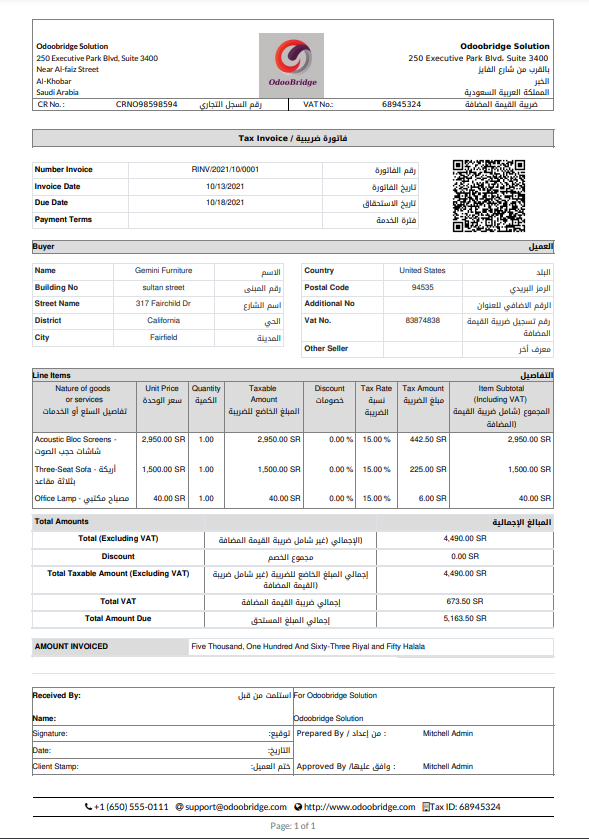 Odoobridge Solution
250 Executive Park Blvd, Suite 3400
Near Al-faiz Street
Al-Khobar
Saudi Arabia
OdooBridge
Odoobridge Solution
250 Executive Park Blvd، Suite 3400
بالقرب من شارع الفايز
الخبر
المملكة العربية السعودية
CR No. : CRNO98598594 رقم السجل التجاري VAT No.: 68945324 ضريبة القيمة المضافة
Tax Invoice / فاتورة ضريبية
Number Invoice RINV/2021/10/0001 رقم الفاتورة
Invoice Date 10/13/2021 تاريخ الفاتورة
Due Date 10/18/2021 تاريخ الاستحقاق
Payment Terms فترة الخدمة
Buyer العميل
Name Gemini Furniture الاسم
Building No sultan street رقم المبنى
Street Name 317 Fairchild Dr اسم الشارع
District California الحي
City Fairfield المدينة
Country United States البلد
Postal Code 94535 الرمز البريدي
Additional No الرقم الاضافي للعنوان
Vat No. 83874838 رقم تسجيل ضريبة القيمة
المضافة
Other Seller معرف أخر
Line Items التفاصيل
Nature of goods
or services
تفاصيل السلع أو الخدمات
Unit Price
سعر الوحدة
Quantity
الكمية
Taxable
Amount
المبلغ الخاضع للضريبة
Discount
خصومات
Tax Rate
نسبة
الضريبة
Tax Amount
مبلغ الضريبة
Item Subtotal
(Including VAT)
المجموع (شامل ضريبة القيمة
المضافة)
Acoustic Bloc Screens - 2,950.00 SR 1.00 2,950.00 SR 0.00 % 15.00 % 442.50 SR 2,950.00 SR
شاشات حجب الصوت
Three-Seat Sofa - أريكة 1,500.00 SR 1.00 1,500.00 SR 0.00 % 15.00 % 225.00 SR 1,500.00 SR
بثلاثة مقاعد
Office Lamp - مصباح مكتبي 40.00 SR 1.00 40.00 SR 0.00 % 15.00 % 6.00 SR 40.00 SR
Total Amounts المبالغ الإجمالية
Total (Excluding VAT) الإجمالي (غير شامل ضريبة القيمة المضافة) 4,490.00 SR
Discount مجموع الخصم 0.00 SR
Total Taxable Amount (Excluding VAT) إجمالي المبلغ الخاضع للضريبة (غير شامل ضريبة 4,490.00 SR
القيمة المضافة)
Total VAT إجمالي ضريبة القيمة المضافة 673.50 SR
Total Amount Due إجمالي المبلغ المستحق 5,163.50 SR
AMOUNT INVOICED Five Thousand, One Hundred And Sixty-Three Riyal and Fifty Halala
Received By: استلمت من قبل For Odoobridge Solution
Name: Odoobridge Solution
Signature: توقيع: Prepared By / من إعداد : Mitchell Admin
Date: التاريخ:
Client Stamp: ختم العميل: Approved By /وافق عليها : Mitchell Admin
+1 (650) 555-0111 support@odoobridge.com http://www.odoobridge.com Tax ID: 68945324
Page: 1 of 1